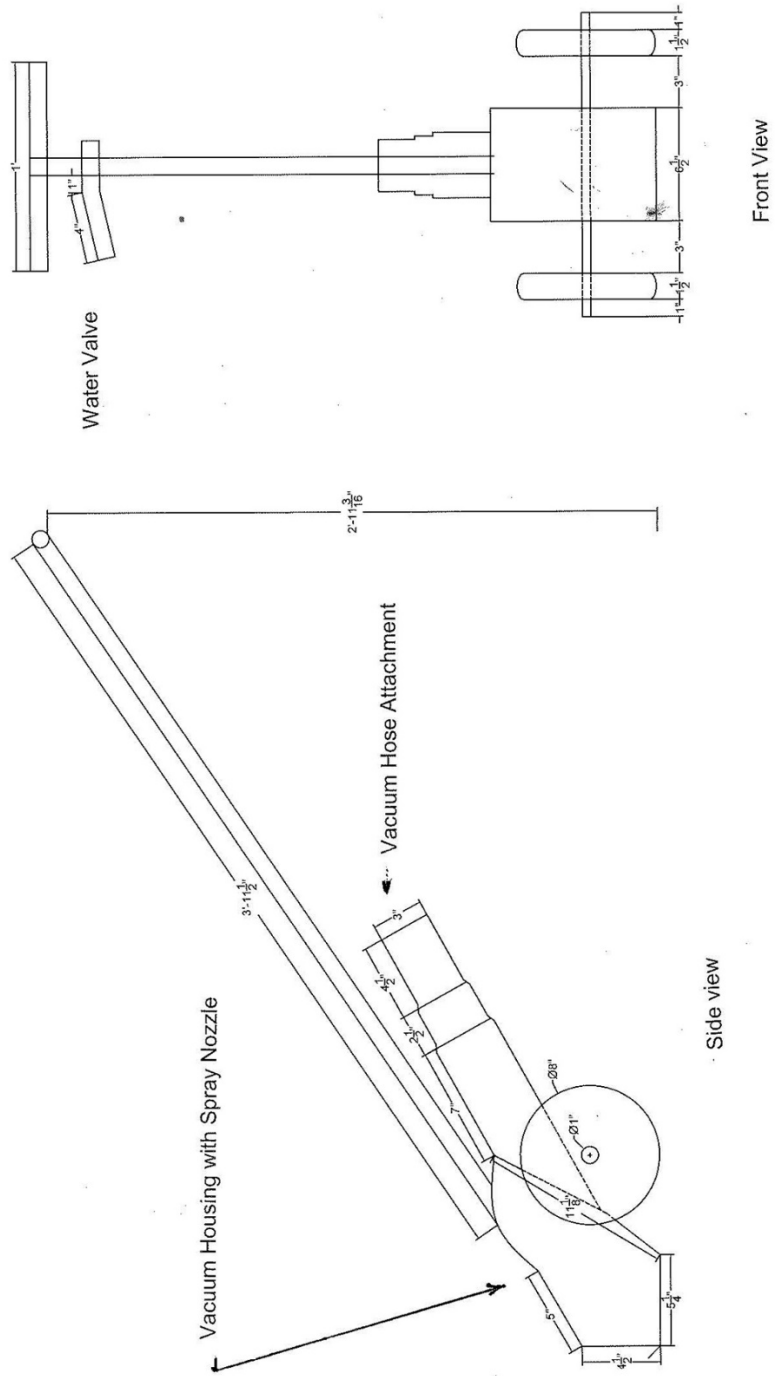 1'
4"
1"
Water Valve
1"
1 1/2"
3"
6 1/2"
3"
1 1/2"
1"
Front View
3'-11 1/2"
2'-11 3/16"
Vacuum Hose Attachment
Vacuum Housing with Spray Nozzle
3"
4 1/2"
2 1/2"
7"
Ø8"
Ø1"
11 1/8"
5"
4 1/2"
5 1/4"
Side view